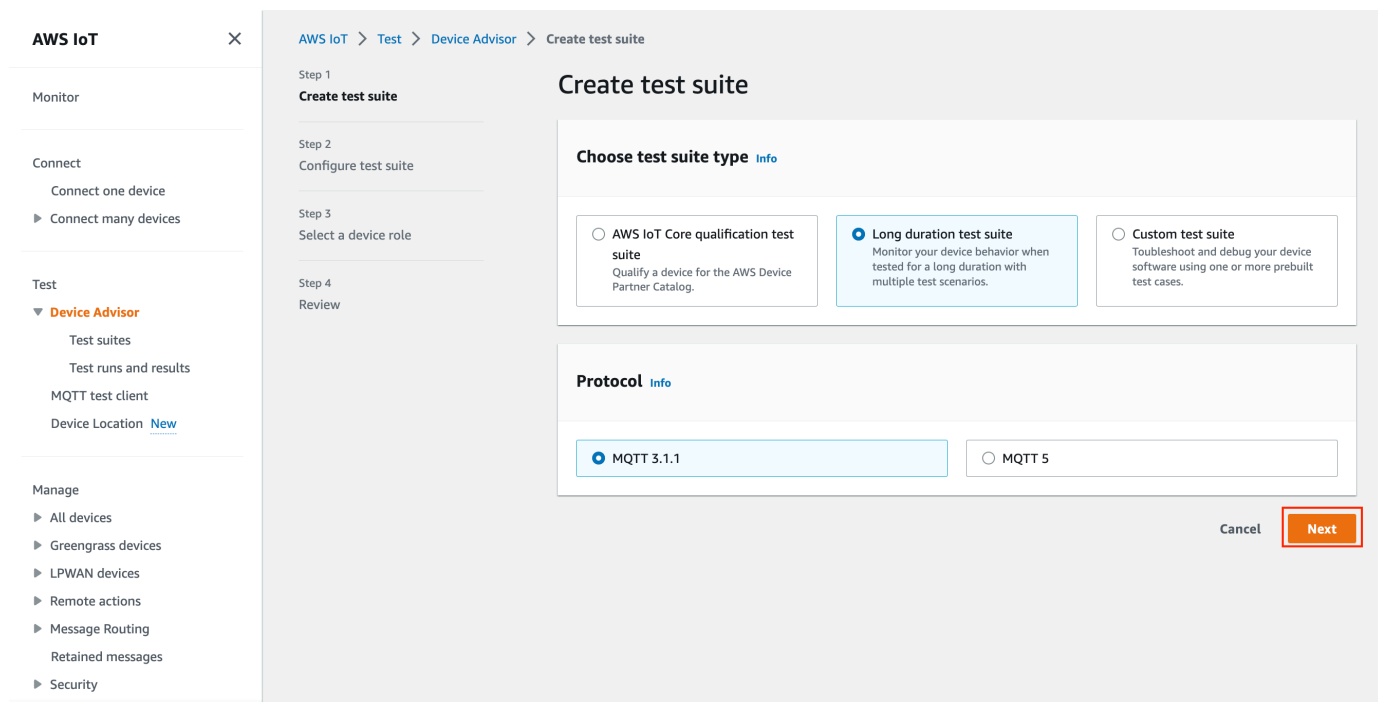 AWS IoT
Monitor
Connect
Connect one device
Connect many devices
Test
Device Advisor
Test suites
Test runs and results
MQTT test client
Device Location New
Manage
All devices
Greengrass devices
LPWAN devices
Remote actions
Message Routing
Retained messages
Security
AWS IoT > Test > Device Advisor > Create test suite
Step 1
Create test suite
Step 2
Configure test suite
Step 3
Select a device role
Step 4
Review
Create test suite
Choose test suite type Info
AWS IoT Core qualification test
suite
Qualify a device for the AWS Device
Partner Catalog.
Long duration test suite
Monitor your device behavior when
tested for a long duration with
multiple test scenarios.
Custom test suite
Toubleshoot and debug your device
software using one or more prebuilt
test cases.
Protocol Info
MQTT 3.1.1
MQTT 5
Cancel
Next